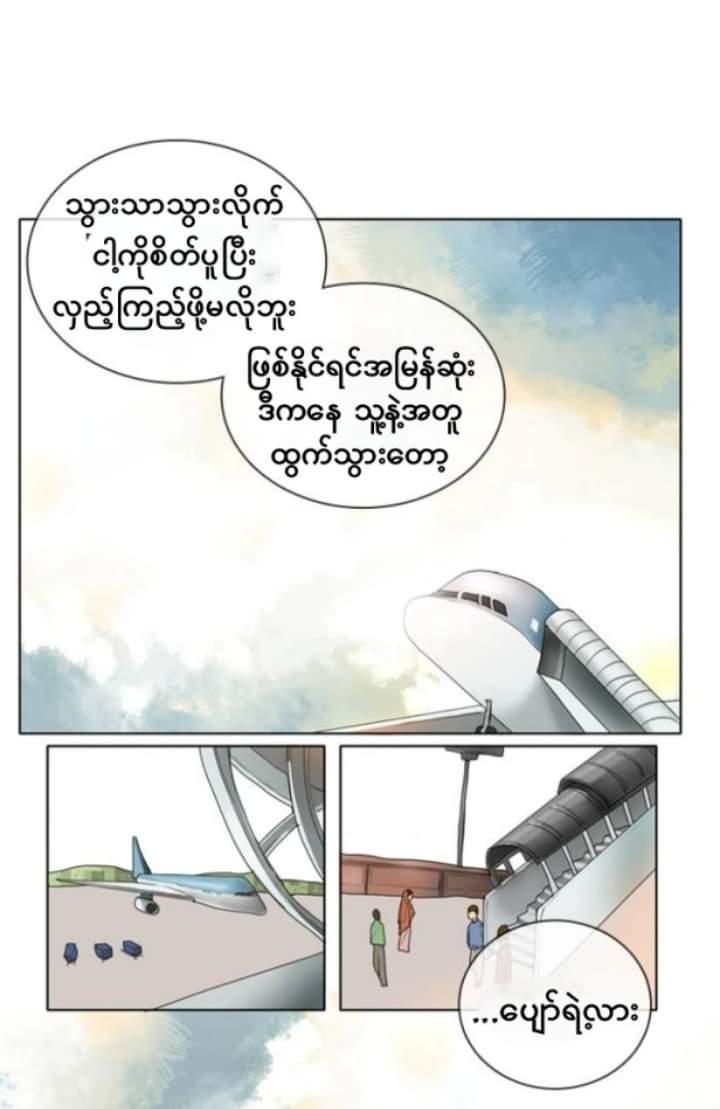 သွားသာသွားလိုက်
ငါ့ကိုစိတ်ပူပြီး
လှည့်ကြည့်ဖို့မလိုဘူး
ဖြစ်နိုင်ရင်အမြန်ဆုံး
ဒီကနေ သူ့နဲ့အတူ
ထွက်သွားတော့
...ပျော်ရဲ့လား